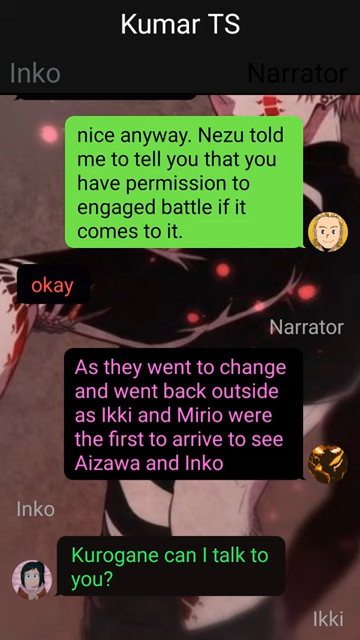 Kumar TS
Inko
Narrator
nice anyway. Nezu told
me to tell you that you
have permission to
engaged battle if it
comes to it.
okay
Narrator
As they went to change
and went back outside
as Ikki and Mirio were
the first to arrive to see
Aizawa and Inko
Inko
Kurogane can I talk to
you?
Ikki